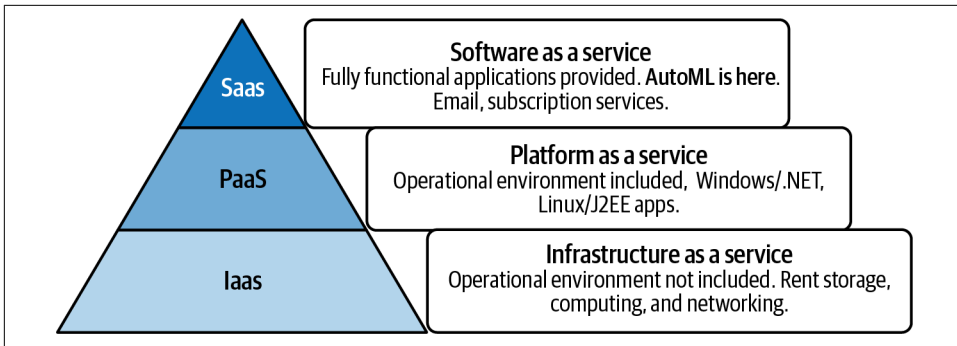 Saas
Software as a service
Fully functional applications provided. AutoML is here.
Email, subscription services.
PaaS
Platform as a service
Operational environment included, Windows/.NET,
Linux/J2EE apps.
Iaas
Infrastructure as a service
Operational environment not included. Rent storage,
computing, and networking.